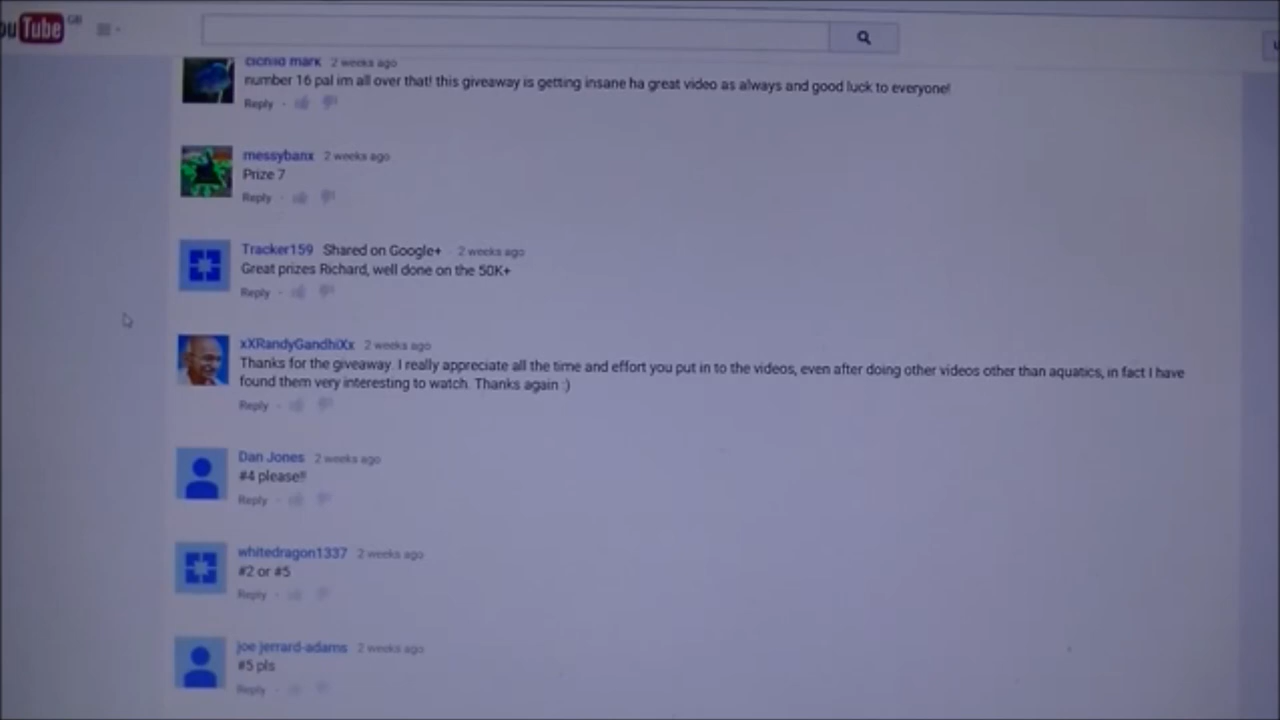 ouTube GB
cichlid mark 2 weeks ago
number 16 pal im all over that! this giveaway is getting insane ha great video as always and good luck to everyone!
Reply
messybanx 2 weeks ago
Prize 7
Reply
Tracker159 Shared on Google+ · 2 weeks ago
Great prizes Richard, well done on the 50K+
Reply
xXRandyGandhiXx 2 weeks ago
Thanks for the giveaway. I really appreciate all the time and effort you put in to the videos, even after doing other videos other than aquatics, in fact I have
found them very interesting to watch. Thanks again :)
Reply
Dan Jones 2 weeks ago
#4 please!!
Reply
whitedragon1337 2 weeks ago
#2 or #5
Reply
joe jerrard-adams 2 weeks ago
#5 pls
Reply